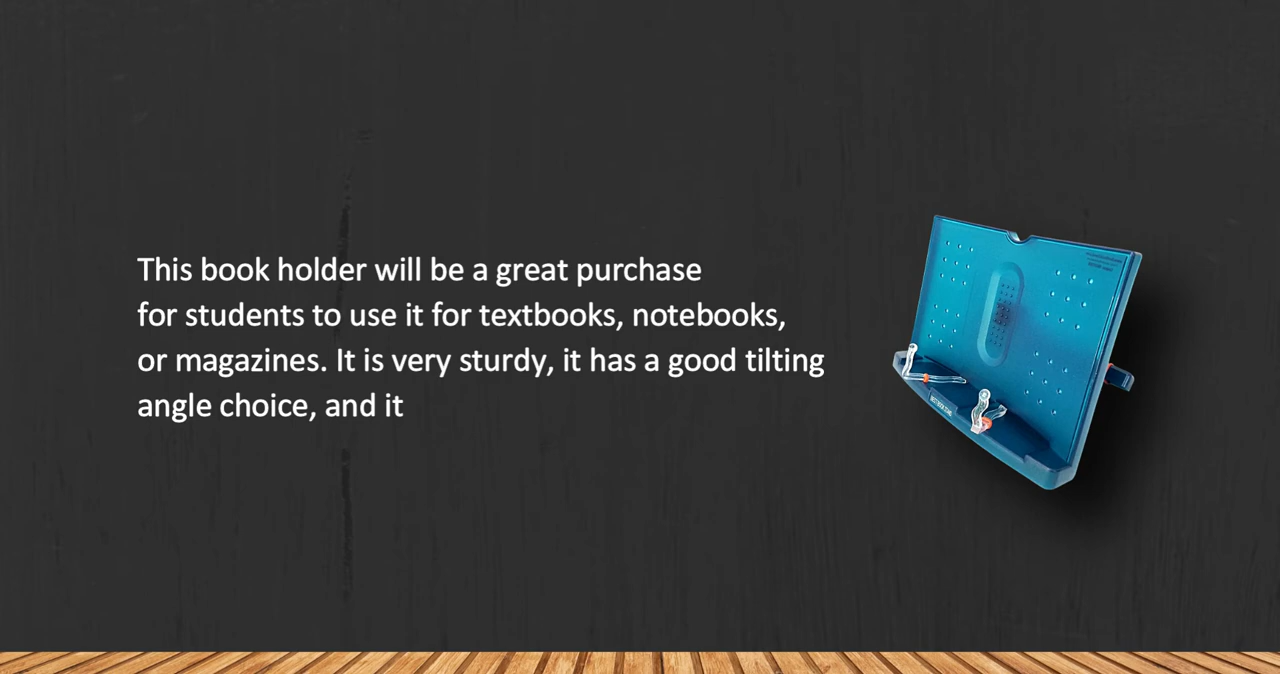 This book holder will be a great purchase
for students to use it for textbooks, notebooks,
or magazines. It is very sturdy, it has a good tilting
angle choice, and it